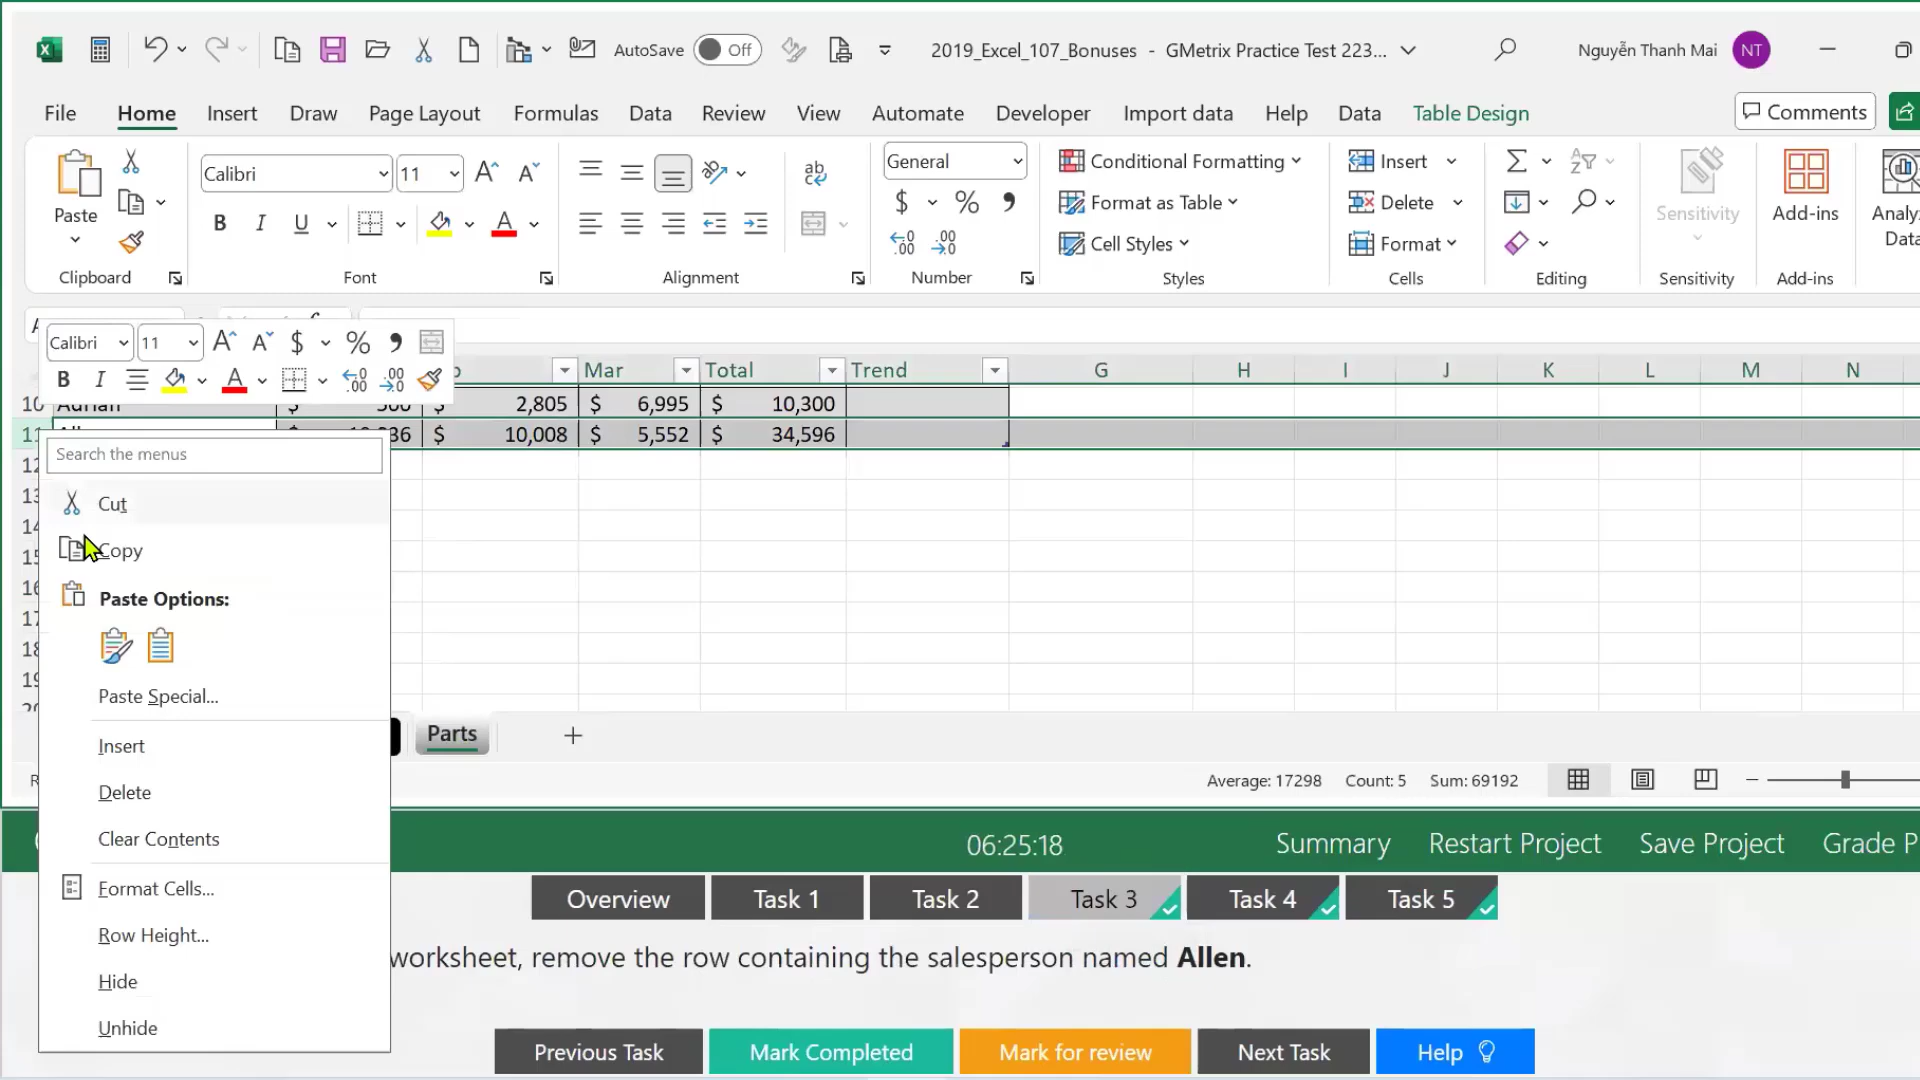 AutoSave Off 2019_Excel_107_Bonuses - GMetrix Practice Test 223... Nguyễn Thanh Mai NT
File Home Insert Draw Page Layout Formulas Data Review View Automate Developer Import data Help Data Table Design Comments
Paste Calibri 11 General Conditional Formatting Insert Sensitivity Add-ins
Format as Table Delete
B I U Cell Styles Format Data
Clipboard Font Alignment Number Styles Cells Editing Sensitivity Add-ins
Calibri 11 $ %
B I Mar Total Trend G H I J K L M N
10 Adrian $ 2,805 $ 6,995 $ 10,300
11 $ 10,008 $ 5,552 $ 34,596
Search the menus
Cut
Copy
Paste Options:
Paste Special...
Insert
Delete
Clear Contents
Format Cells...
Row Height...
Hide
Unhide
Parts
Average: 17298 Count: 5 Sum: 69192
06:25:18 Summary Restart Project Save Project Grade
Overview Task 1 Task 2 Task 3 Task 4 Task 5
worksheet, remove the row containing the salesperson named Allen.
Previous Task Mark Completed Mark for review Next Task Help